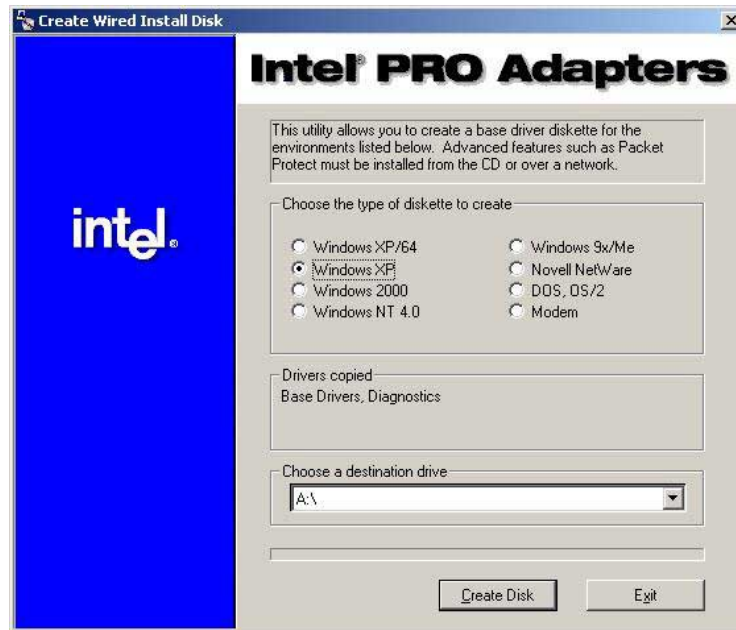 Create Wired Install Disk
Intel® PRO Adapters
intel®
This utility allows you to create a base driver diskette for the
environments listed below. Advanced features such as Packet
Protect must be installed from the CD or over a network.
Choose the type of diskette to create
Windows XP/64
Windows XP
Windows 2000
Windows NT 4.0
Windows 9x/Me
Novell NetWare
DOS, OS/2
Modem
Drivers copied
Base Drivers, Diagnostics
Choose a destination drive
A:\
Create Disk
Exit